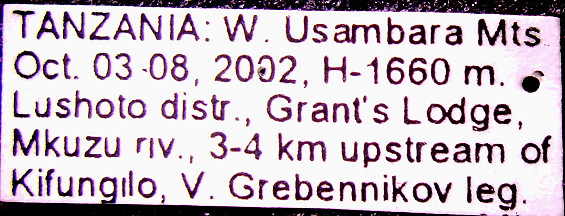 TANZANIA: W. Usambara Mts
Oct. 03-08, 2002, H-1660 m.
Lushoto distr., Grant's Lodge,
Mkuzu riv., 3-4 km upstream of
Kifungilo, V. Grebennikov leg.